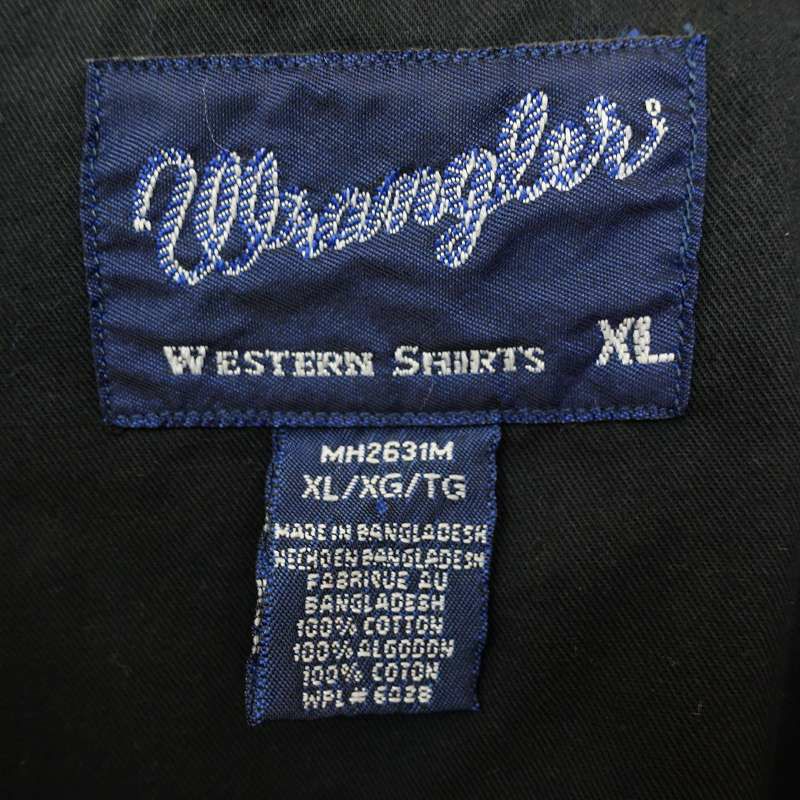 Wrangler®
WESTERN SHIRTS XL
MH2631M
XL/XG/TG
MADE IN BANGLADESH
HECHO EN BANGLADESH
FABRIQUE AU
BANGLADESH
100% COTTON
100% ALGODON
100% COTON
WPL # 6028